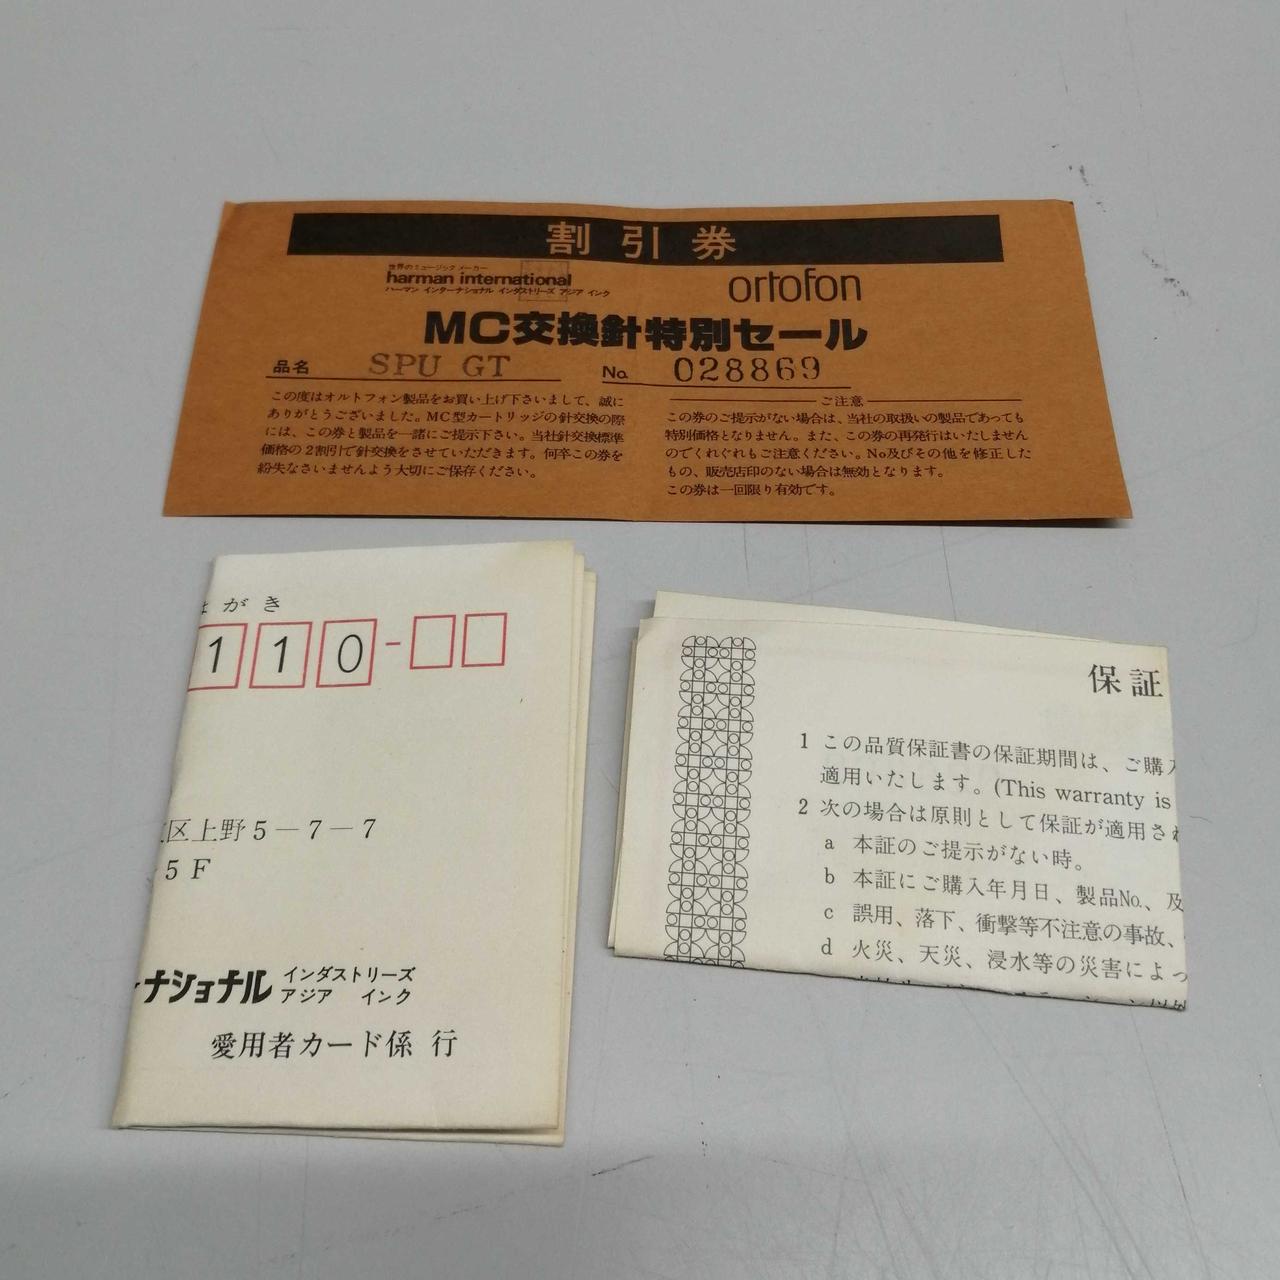 割引券
世界のミュージックメーカー
harman international
ハーマン インターナショナル インダストリーズ アジア インク
ortofon
MC交換針特別セール
品名 SPU GT No. 028869
この度はオルトフォン製品をお買い上げ下さいまして、誠に
ありがとうございました。MC型カートリッジの針交換の際
には、この券と製品を一諸にご提示下さい。当社針交換標準
価格の2割引で針交換をさせていただきます。何卒この券を
紛失なさいませんよう大切にご保存ください。
ご注意
この券のご提示がない場合は、当社の取扱いの製品であっても
特別価格となりません。また、この券の再発行はいたしません
のでくれぐれもご注意ください。No及びその他を修正した
もの、販売店印のない場合は無効となります。
この券は一回限り有効です。
がき
110-
区上野5-7-7
5F
ナショナル インダストリーズ
アジア インク
愛用者カード係 行
保証
1 この品質保証書の保証期間は、ご購
適用いたします。(This warranty is
2 次の場合は原則として保証が適用さ
a 本証のご提示がない時。
b 本証にご購入年月日、製品No.、及
c 誤用、落下、衝撃等不注意の事故、
d 火災、天災、浸水等の災害によっ